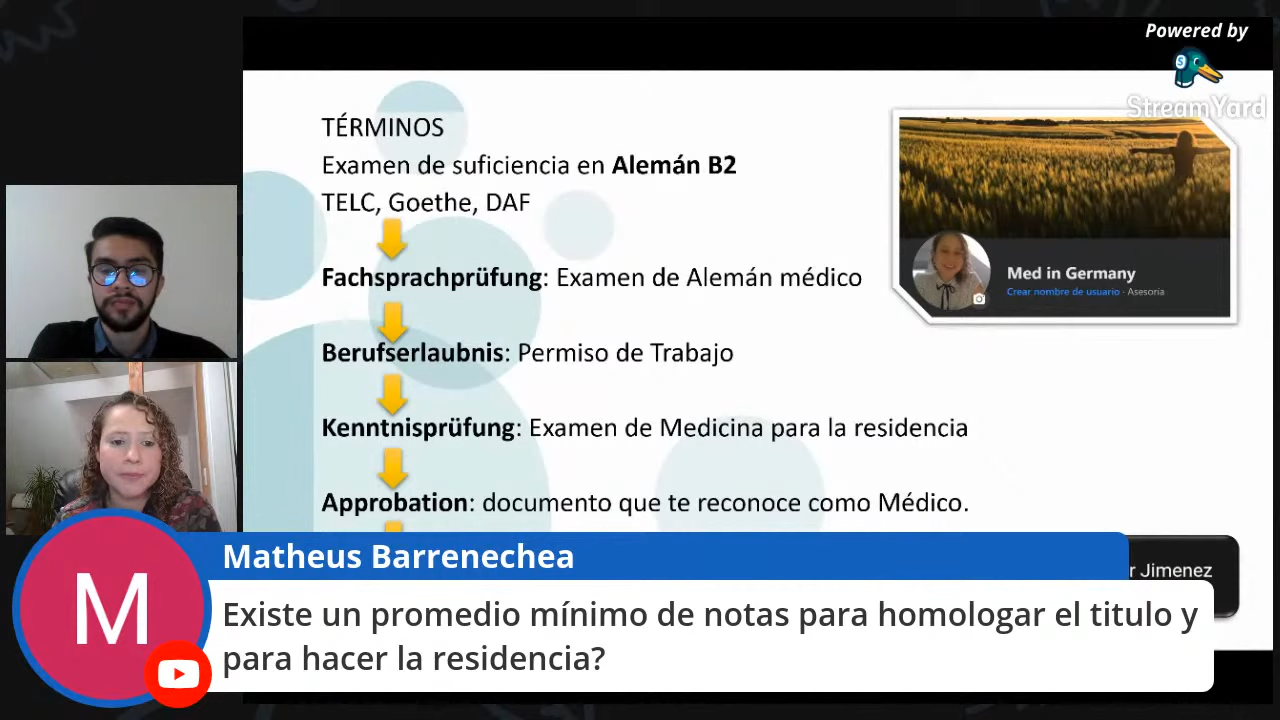 Powered by
StreamYard
TÉRMINOS
Examen de suficiencia en Alemán B2
TELC, Goethe, DAF
Fachsprachprüfung: Examen de Alemán médico
Berufserlaubnis: Permiso de Trabajo
Kenntnisprüfung: Examen de Medicina para la residencia
Approbation: documento que te reconoce como Médico.
Med in Germany
Crear nombre de usuario · Asesoría
r Jimenez
M
Matheus Barrenechea
Existe un promedio mínimo de notas para homologar el titulo y
para hacer la residencia?